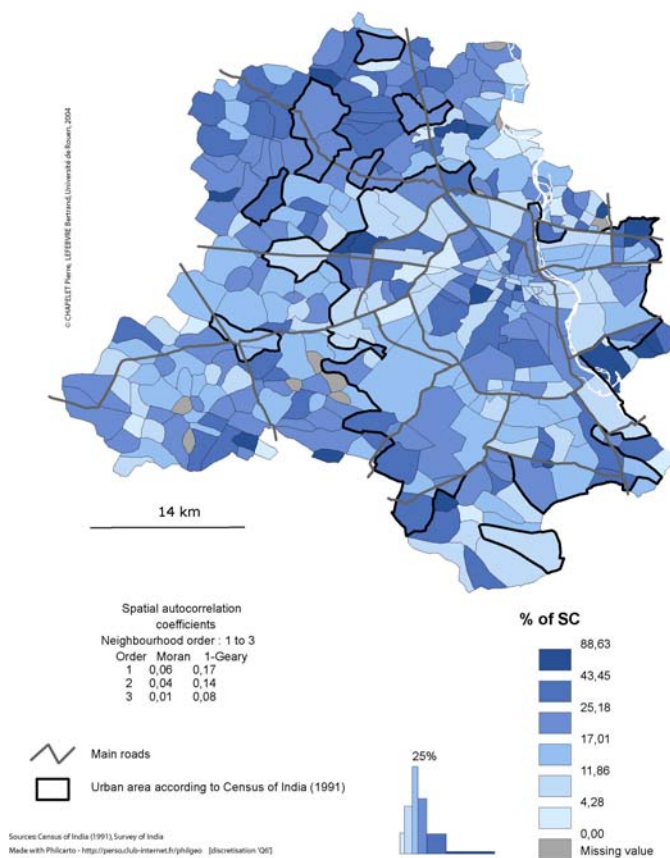 © CHAPELET Pierre, LEFEBVRE Bertrand, Université de Rouen, 2004
14 km
Spatial autocorrelation
coefficients
Neighbourhood order : 1 to 3
Order Moran 1-Geary
1 0,06 0,17
2 0,04 0,14
3 0,01 0,08
Main roads
Urban area according to Census of India (1991)
25%
% of SC
88,63
43,45
25,18
17,01
11,86
4,28
0,00
Missing value
Sources: Census of India (1991), Survey of India
Made with Philcarto - http://perso.club-internet.fr/philgeo [discretisation 'Q6']